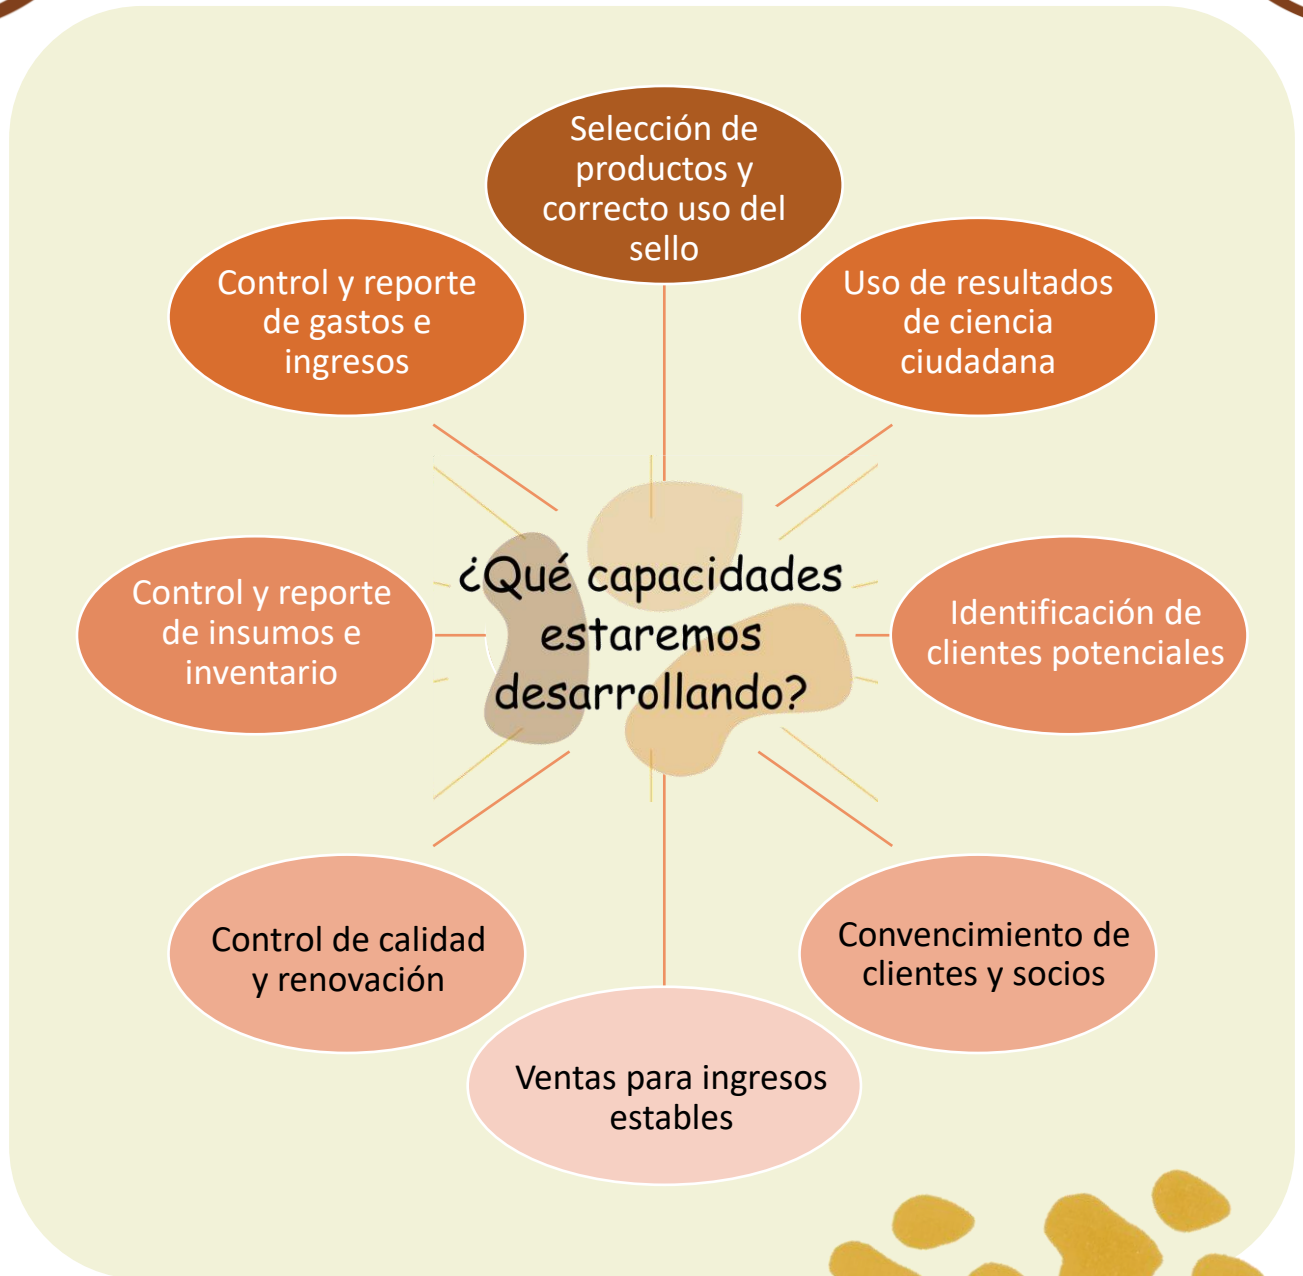 Selección de
productos y
correcto uso del
sello
Uso de resultados
de ciencia
ciudadana
Identificación de
clientes potenciales
Convencimiento de
clientes y socios
Ventas para ingresos
estables
Control de calidad
y renovación
Control y reporte
de insumos e
inventario
Control y reporte
de gastos e
ingresos
¿Qué capacidades
estaremos
desarrollando?